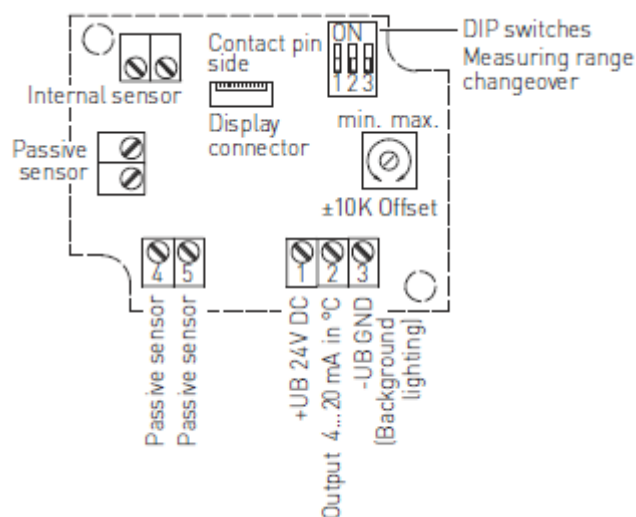 ON
1 2 3
DIP switches
Measuring range
changeover
Contact pin
side
Internal sensor
Display
connector
min. max.
Passive
sensor
±10K Offset
4 5
1 2 3
Passive sensor
Passive sensor
+UB 24V DC
Output 4...20 mA in °C
-UB GND
(Background
lighting)